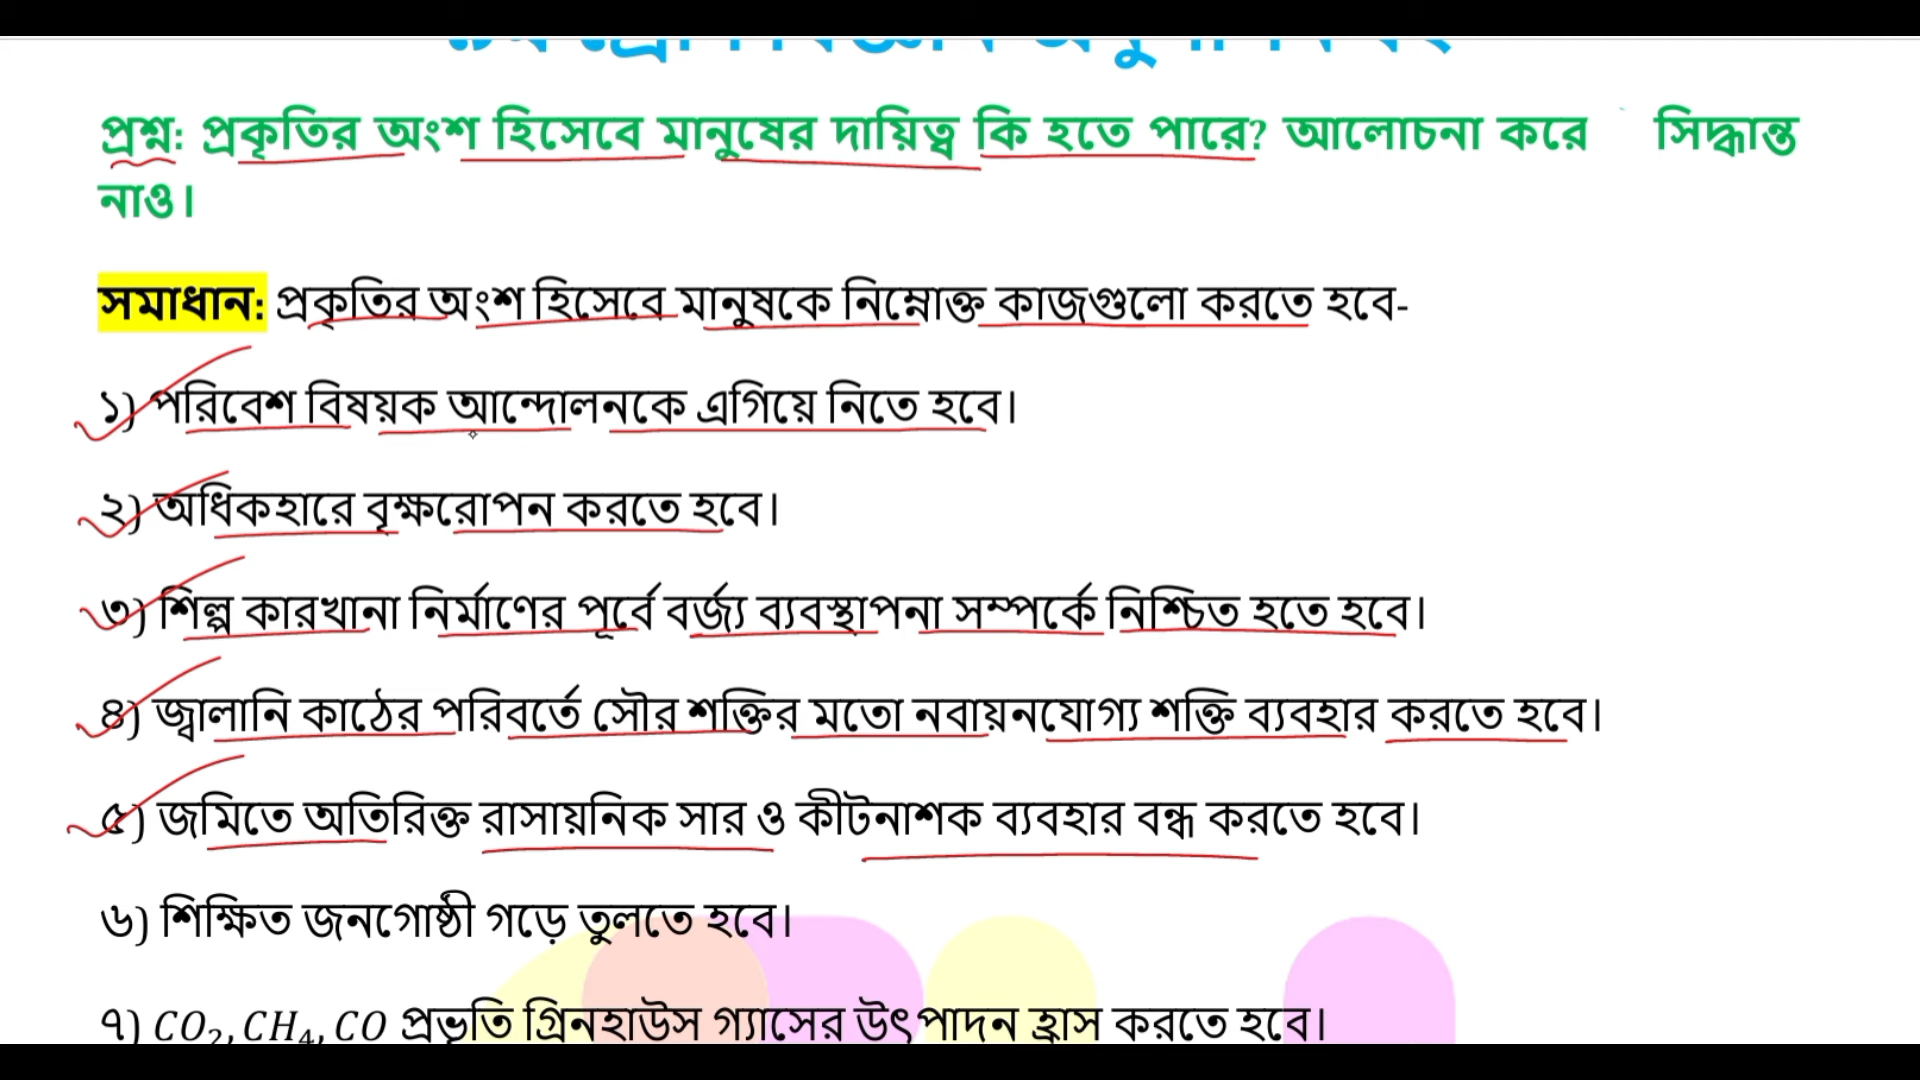 প্রশ্ন: প্রকৃতির অংশ হিসেবে মানুষের দায়িত্ব কি হতে পারে? আলোচনা করে সিদ্ধান্ত
নাও।
সমাধান: প্রকৃতির অংশ হিসেবে মানুষকে নিম্নোক্ত কাজগুলো করতে হবে-
১) পরিবেশ বিষয়ক আন্দোলনকে এগিয়ে নিতে হবে।
২) অধিকহারে বৃক্ষরোপন করতে হবে।
৩) শিল্প কারখানা নির্মাণের পূর্বে বর্জ্য ব্যবস্থাপনা সম্পর্কে নিশ্চিত হতে হবে।
৪) জ্বালানি কাঠের পরিবর্তে সৌর শক্তির মতো নবায়নযোগ্য শক্তি ব্যবহার করতে হবে।
৫) জমিতে অতিরিক্ত রাসায়নিক সার ও কীটনাশক ব্যবহার বন্ধ করতে হবে।
৬) শিক্ষিত জনগোষ্ঠী গড়ে তুলতে হবে।
৭) CO₂, CH₄, CO প্রভৃতি গ্রিনহাউস গ্যাসের উৎপাদন হ্রাস করতে হবে।